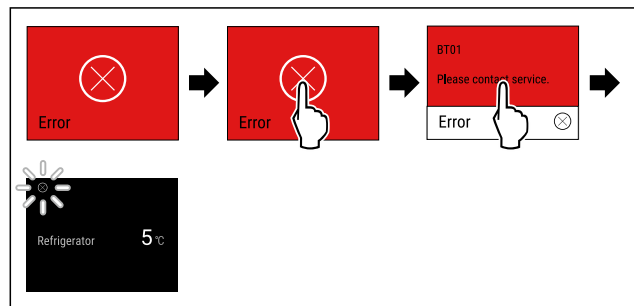 Error
Error
BT01
Please contact service.
Error
Refrigerator 5 °C